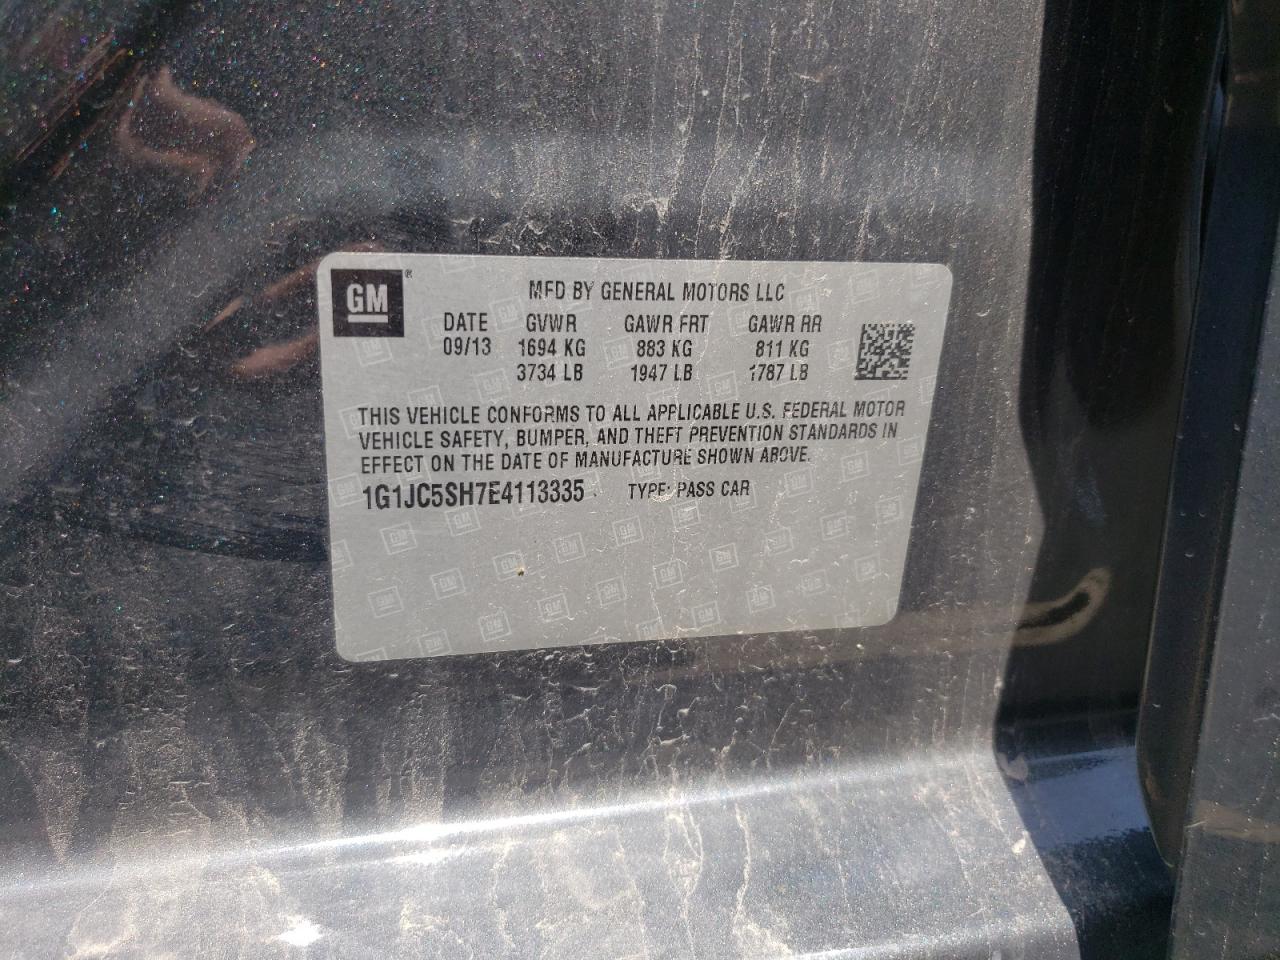 GM ®
MFD BY GENERAL MOTORS LLC
DATE GVWR GAWR FRT GAWR RR
09/13 1694 KG 883 KG 811 KG
3734 LB 1947 LB 1787 LB
THIS VEHICLE CONFORMS TO ALL APPLICABLE U.S. FEDERAL MOTOR
VEHICLE SAFETY, BUMPER, AND THEFT PREVENTION STANDARDS IN
EFFECT ON THE DATE OF MANUFACTURE SHOWN ABOVE.
1G1JC5SH7E4113335 TYPE: PASS CAR